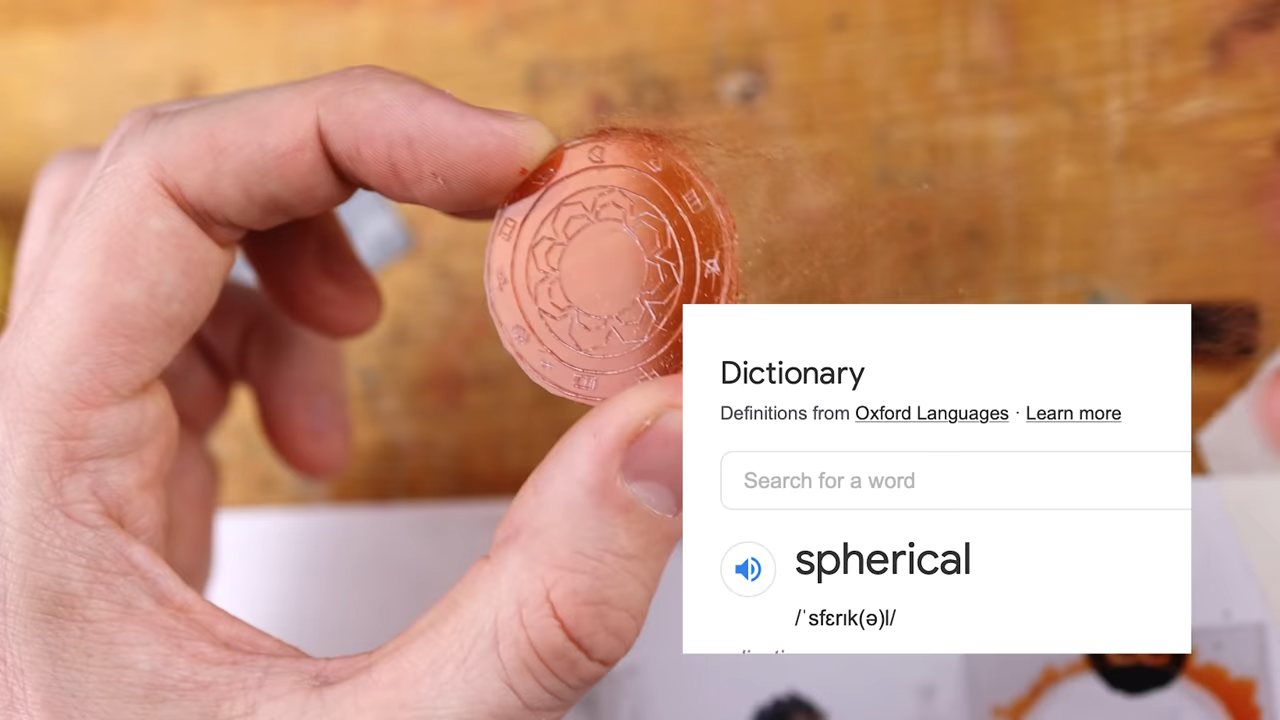 Dictionary
Definitions from Oxford Languages · Learn more
Search for a word
spherical
/ˈsfɛrɪk(ə)l/